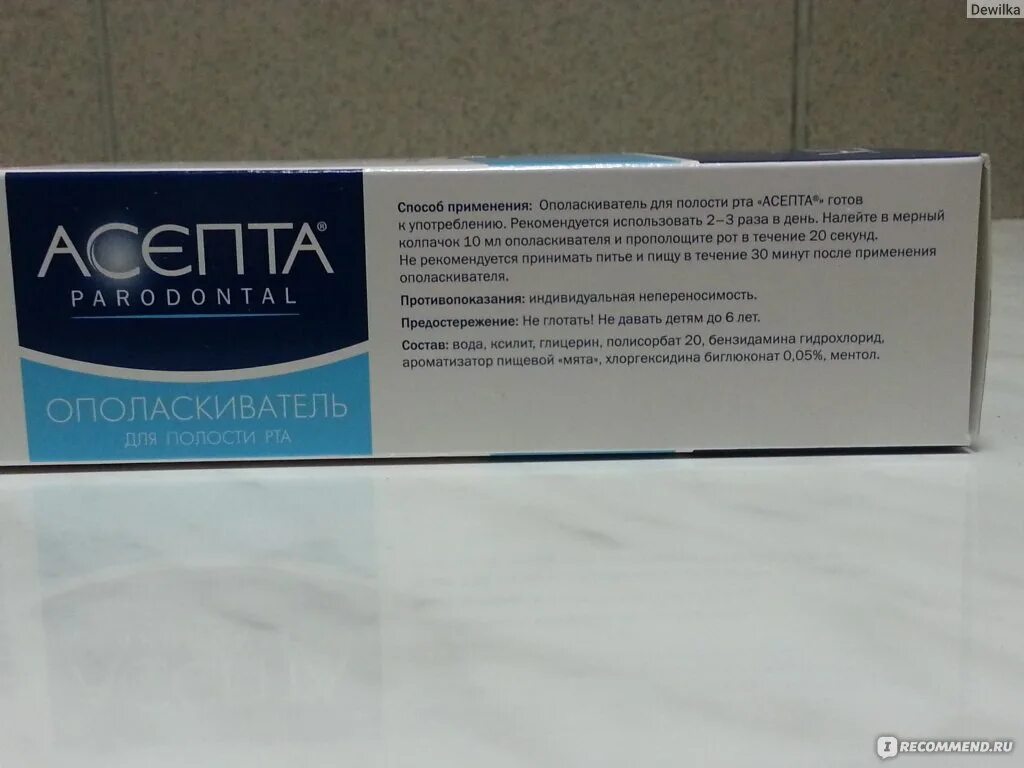 Dewilka
АСЕПТА®
PARODONTAL
ОПОЛАСКИВАТЕЛЬ
ДЛЯ ПОЛОСТИ РТА
Способ применения: Ополаскиватель для полости рта «АСЕПТА®» готов
к употреблению. Рекомендуется использовать 2–3 раза в день. Налейте в мерный
колпачок 10 мл ополаскивателя и прополощите рот в течение 20 секунд.
Не рекомендуется принимать питье и пищу в течение 30 минут после применения
ополаскивателя.
Противопоказания: индивидуальная непереносимость.
Предостережение: Не глотать! Не давать детям до 6 лет.
Состав: вода, ксилит, глицерин, полисорбат 20, бензидамина гидрохлорид,
ароматизатор пищевой «мята», хлоргексидина биглюконат 0,05%, ментол.
IRECOMMEND.RU